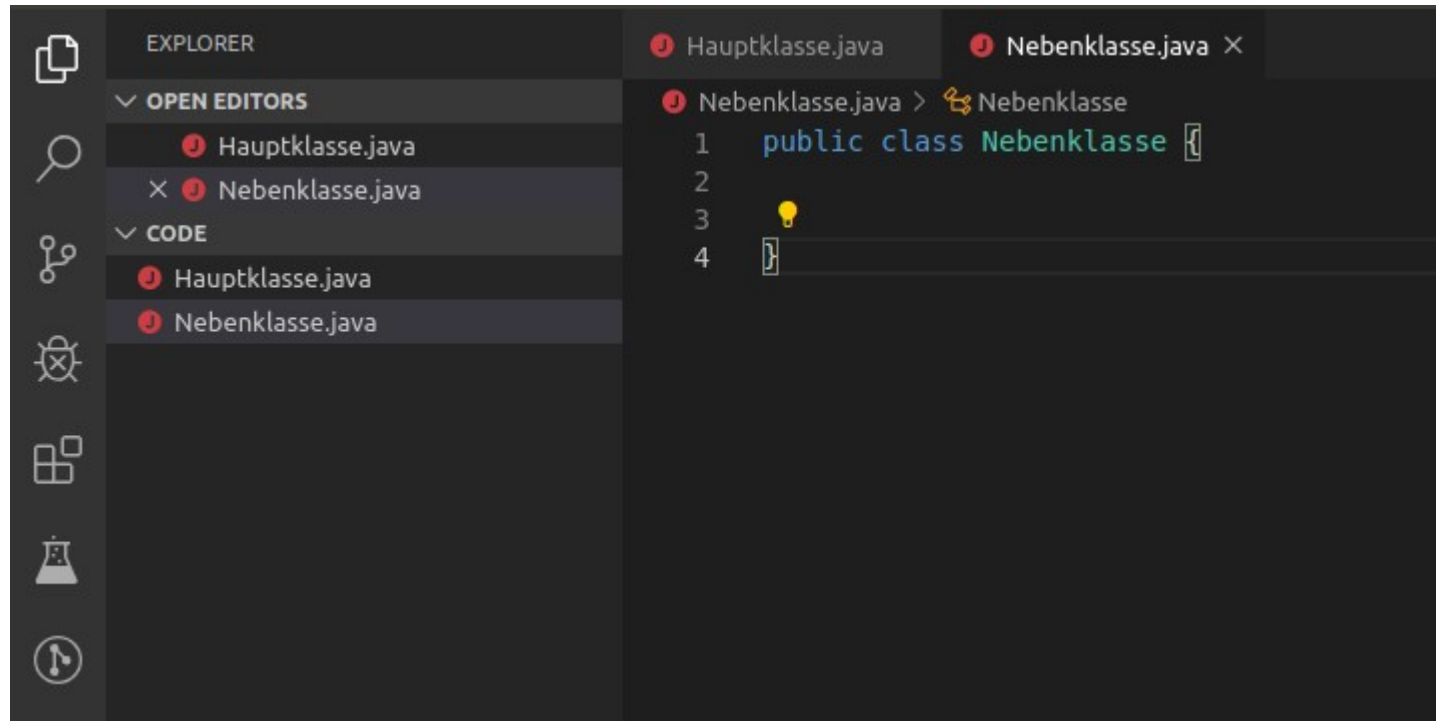 EXPLORER
OPEN EDITORS
Hauptklasse.java
Nebenklasse.java
CODE
Hauptklasse.java
Nebenklasse.java
Hauptklasse.java Nebenklasse.java
Nebenklasse.java > Nebenklasse
1 public class Nebenklasse {
2
3
4 }